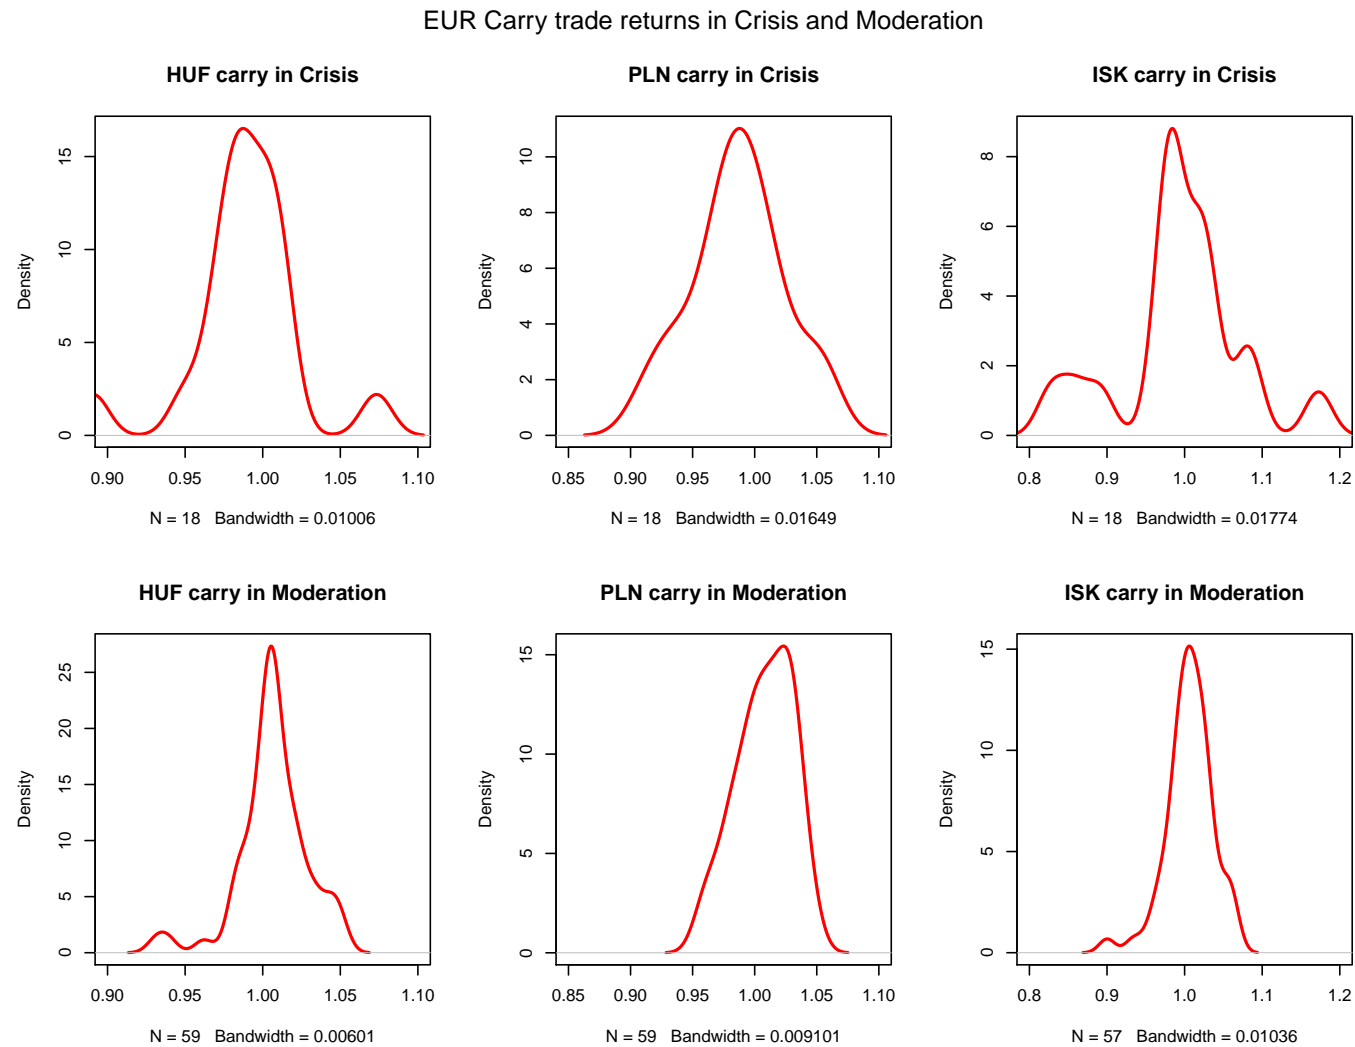 EUR Carry trade returns in Crisis and Moderation
HUF carry in Crisis
Density
0 5 10 15
0.90 0.95 1.00 1.05 1.10
N = 18 Bandwidth = 0.01006
PLN carry in Crisis
Density
0 2 4 6 8 10
0.85 0.90 0.95 1.00 1.05 1.10
N = 18 Bandwidth = 0.01649
ISK carry in Crisis
Density
0 2 4 6 8
0.8 0.9 1.0 1.1 1.2
N = 18 Bandwidth = 0.01774
HUF carry in Moderation
Density
0 5 10 15 20 25
0.90 0.95 1.00 1.05 1.10
N = 59 Bandwidth = 0.00601
PLN carry in Moderation
Density
0 5 10 15
0.85 0.90 0.95 1.00 1.05 1.10
N = 59 Bandwidth = 0.009101
ISK carry in Moderation
Density
0 5 10 15
0.8 0.9 1.0 1.1 1.2
N = 57 Bandwidth = 0.01036